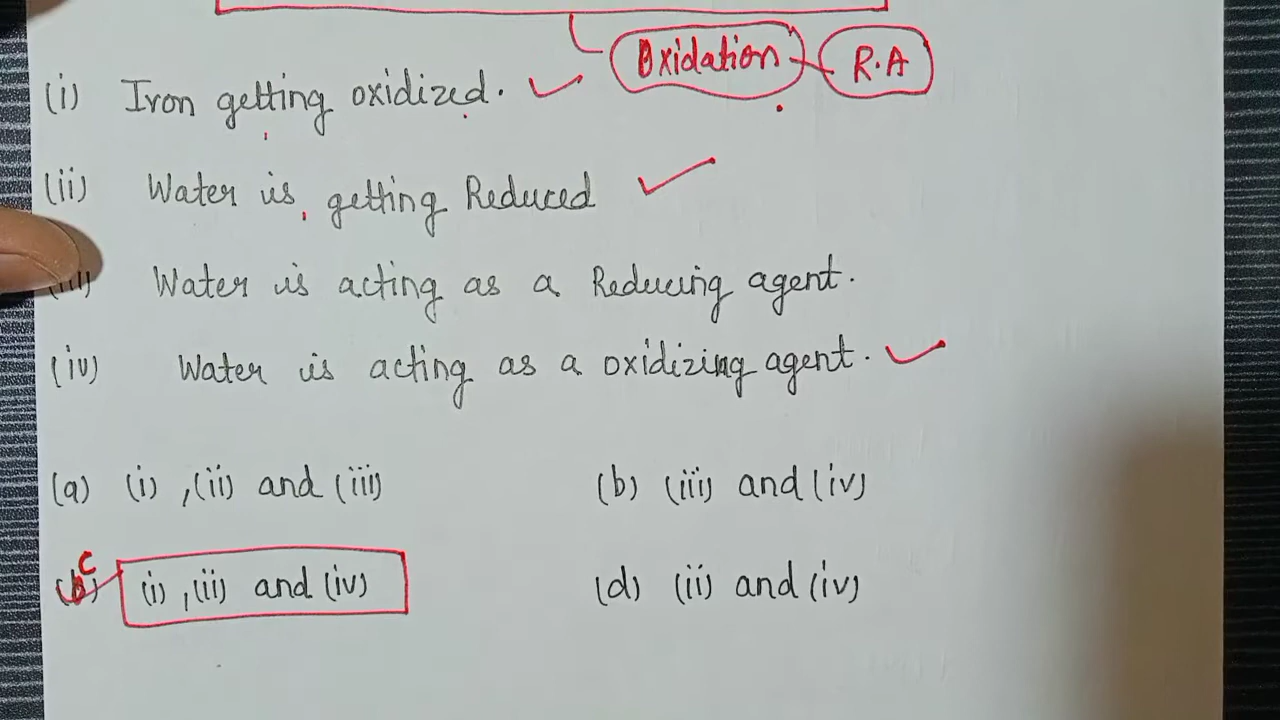 Oxidation R.A
(i) Iron getting oxidized.
(ii) Water is getting Reduced
(iii) Water is acting as a Reducing agent.
(iv) Water is acting as a oxidizing agent.
(a) (i) ,(ii) and (iii)
(b) (iii) and (iv)
c
(b) (i) ,(ii) and (iv)
(d) (ii) and (iv)